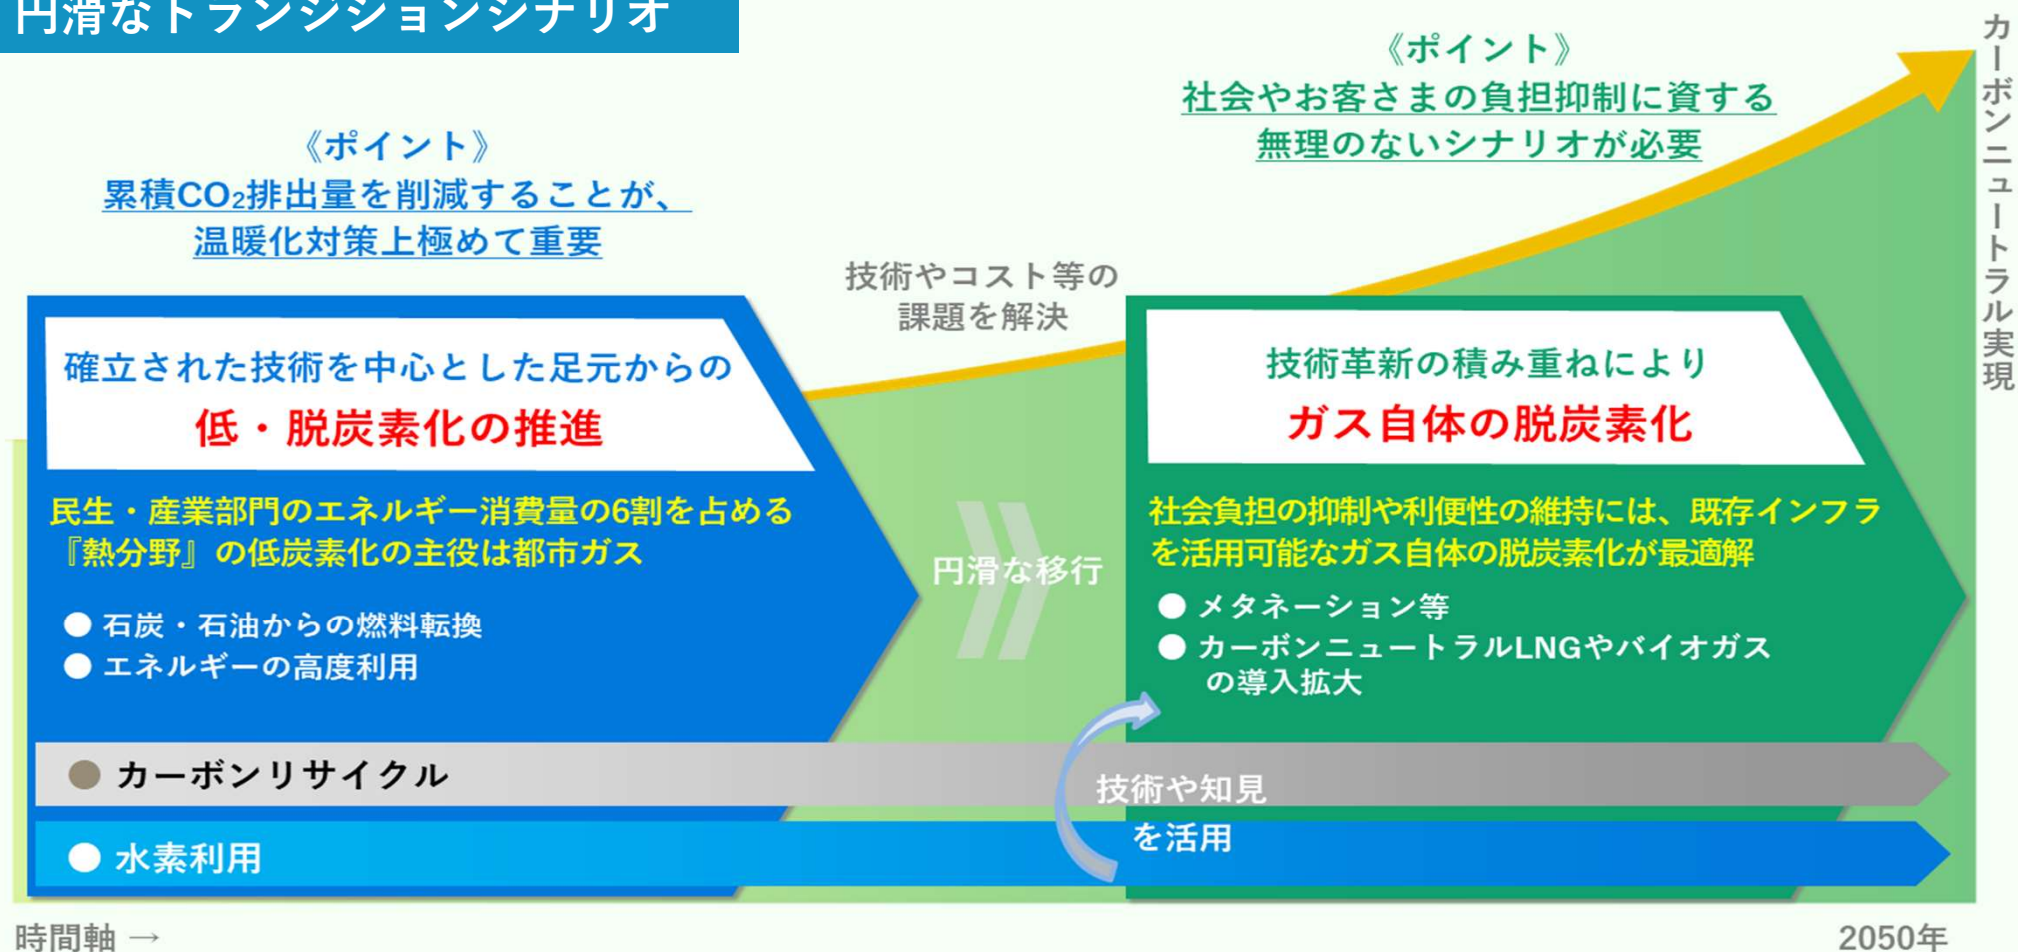 円滑なトランジションシナリオ
《ポイント》
累積CO₂排出量を削減することが、
温暖化対策上極めて重要
《ポイント》
社会やお客さまの負担抑制に資する
無理のないシナリオが必要
カーボンニュートラル実現
技術やコスト等の
課題を解決
確立された技術を中心とした足元からの
低・脱炭素化の推進
民生・産業部門のエネルギー消費量の6割を占める
『熱分野』の低炭素化の主役は都市ガス
● 石炭・石油からの燃料転換
● エネルギーの高度利用
円滑な移行
技術革新の積み重ねにより
ガス自体の脱炭素化
社会負担の抑制や利便性の維持には、既存インフラ
を活用可能なガス自体の脱炭素化が最適解
● メタネーション等
● カーボンニュートラルLNGやバイオガス
の導入拡大
● カーボンリサイクル
● 水素利用
技術や知見
を活用
時間軸 →
2050年